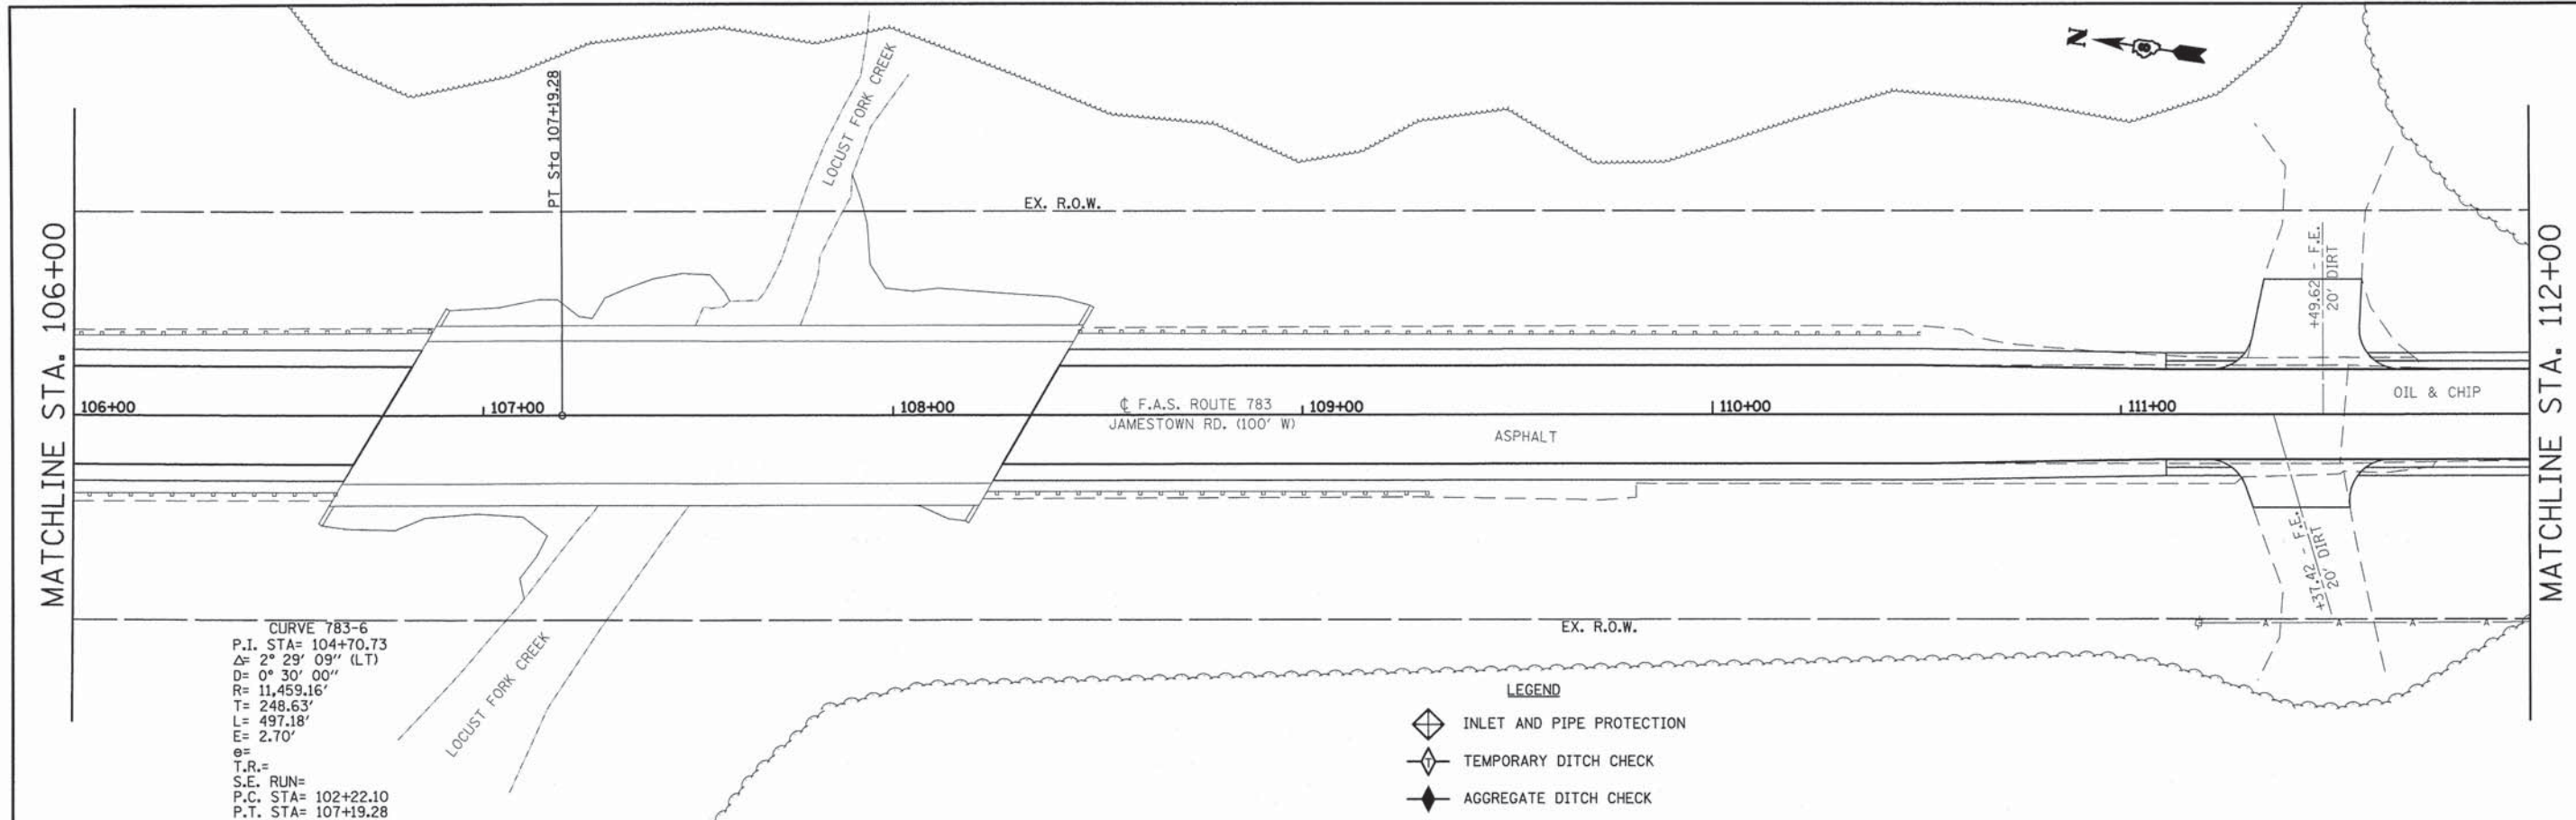 N
8
PT Sta 107+19.28
LOCUST FORK CREEK
EX. R.O.W.
MATCHLINE STA. 106+00
MATCHLINE STA. 112+00
+49.62 - F.E.
20' DIRT
106+00
107+00
108+00
℄ F.A.S. ROUTE 783
109+00
110+00
111+00
OIL & CHIP
JAMESTOWN RD. (100' W)
ASPHALT
+37.42 - F.E.
20' DIRT
EX. R.O.W.
LOCUST FORK CREEK
CURVE 783-6
P.I. STA= 104+70.73
Δ= 2° 29' 09" (LT)
D= 0° 30' 00"
R= 11,459.16'
T= 248.63'
L= 497.18'
E= 2.70'
e=
T.R.=
S.E. RUN=
P.C. STA= 102+22.10
P.T. STA= 107+19.28
LEGEND
INLET AND PIPE PROTECTION
T TEMPORARY DITCH CHECK
AGGREGATE DITCH CHECK